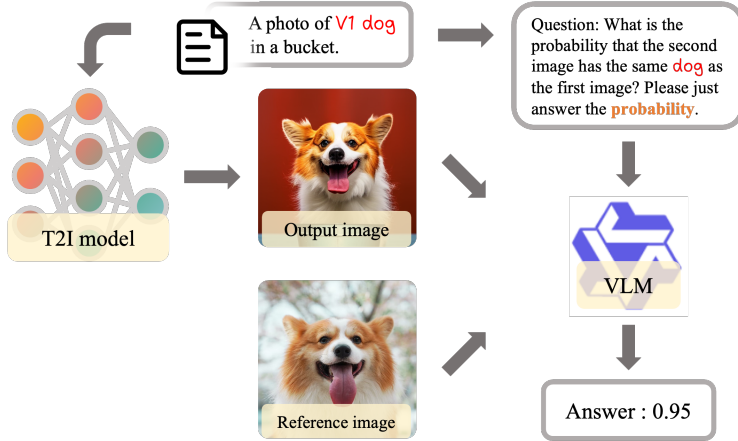 A photo of V1 dog
in a bucket.
Question: What is the
probability that the second
image has the same dog as
the first image? Please just
answer the probability.
T2I model
Output image
VLM
Reference image
Answer : 0.95